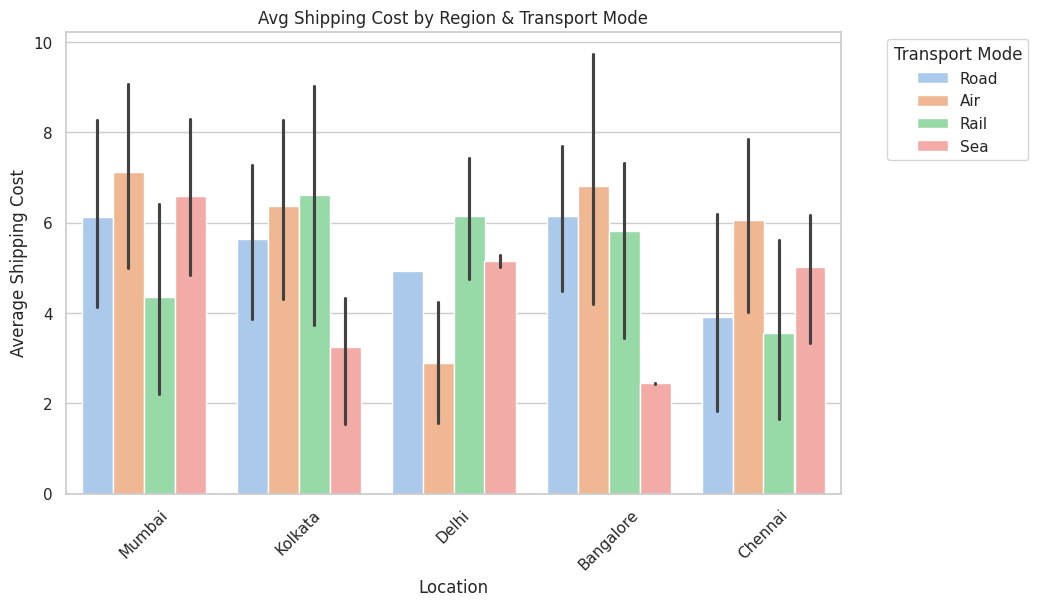 Avg Shipping Cost by Region & Transport Mode
Average Shipping Cost
10
8
6
4
2
0
Mumbai
Kolkata
Delhi
Bangalore
Chennai
Location
Transport Mode
Road
Air
Rail
Sea